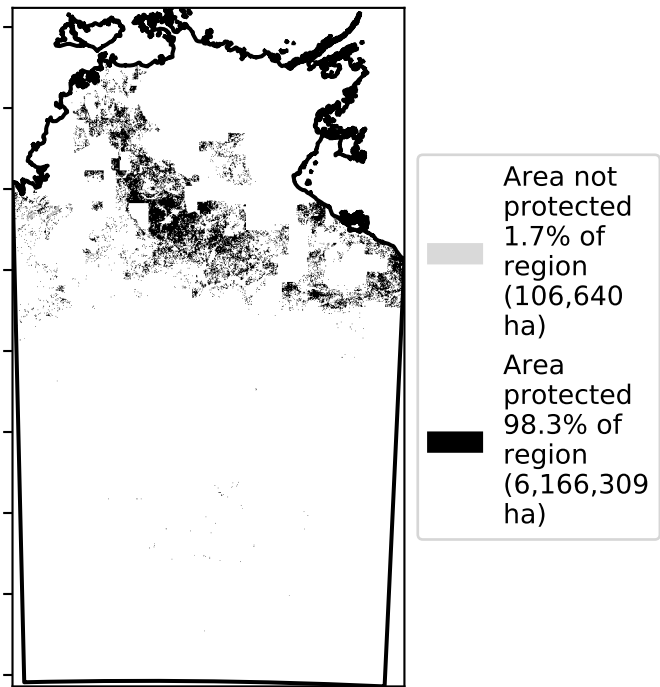 Area not
protected
1.7% of
region
(106,640
ha)
Area
protected
98.3% of
region
(6,166,309
ha)